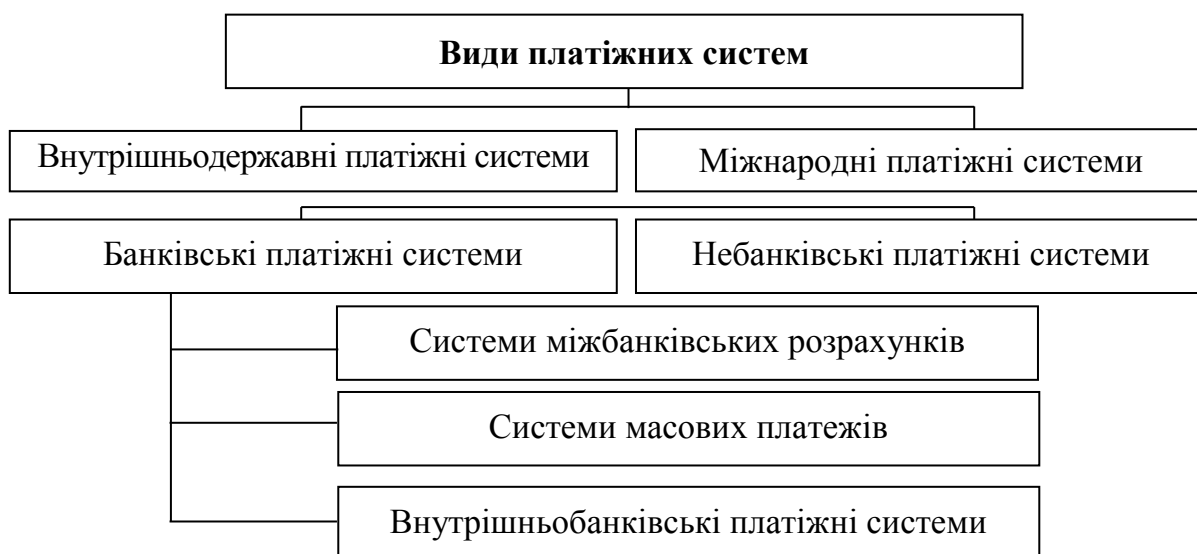 Види платіжних систем
Внутрішньодержавні платіжні системи
Міжнародні платіжні системи
Банківські платіжні системи
Небанківські платіжні системи
Системи міжбанківських розрахунків
Системи масових платежів
Внутрішньобанківські платіжні системи